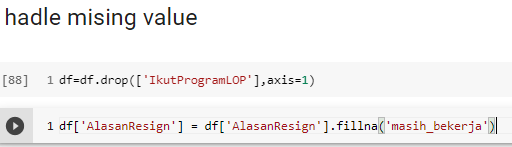 hadle mising value
[88] 1 df=df.drop(['IkutProgramLOP'],axis=1)
1 df['AlasanResign'] = df['AlasanResign'].fillna('masih_bekerja')